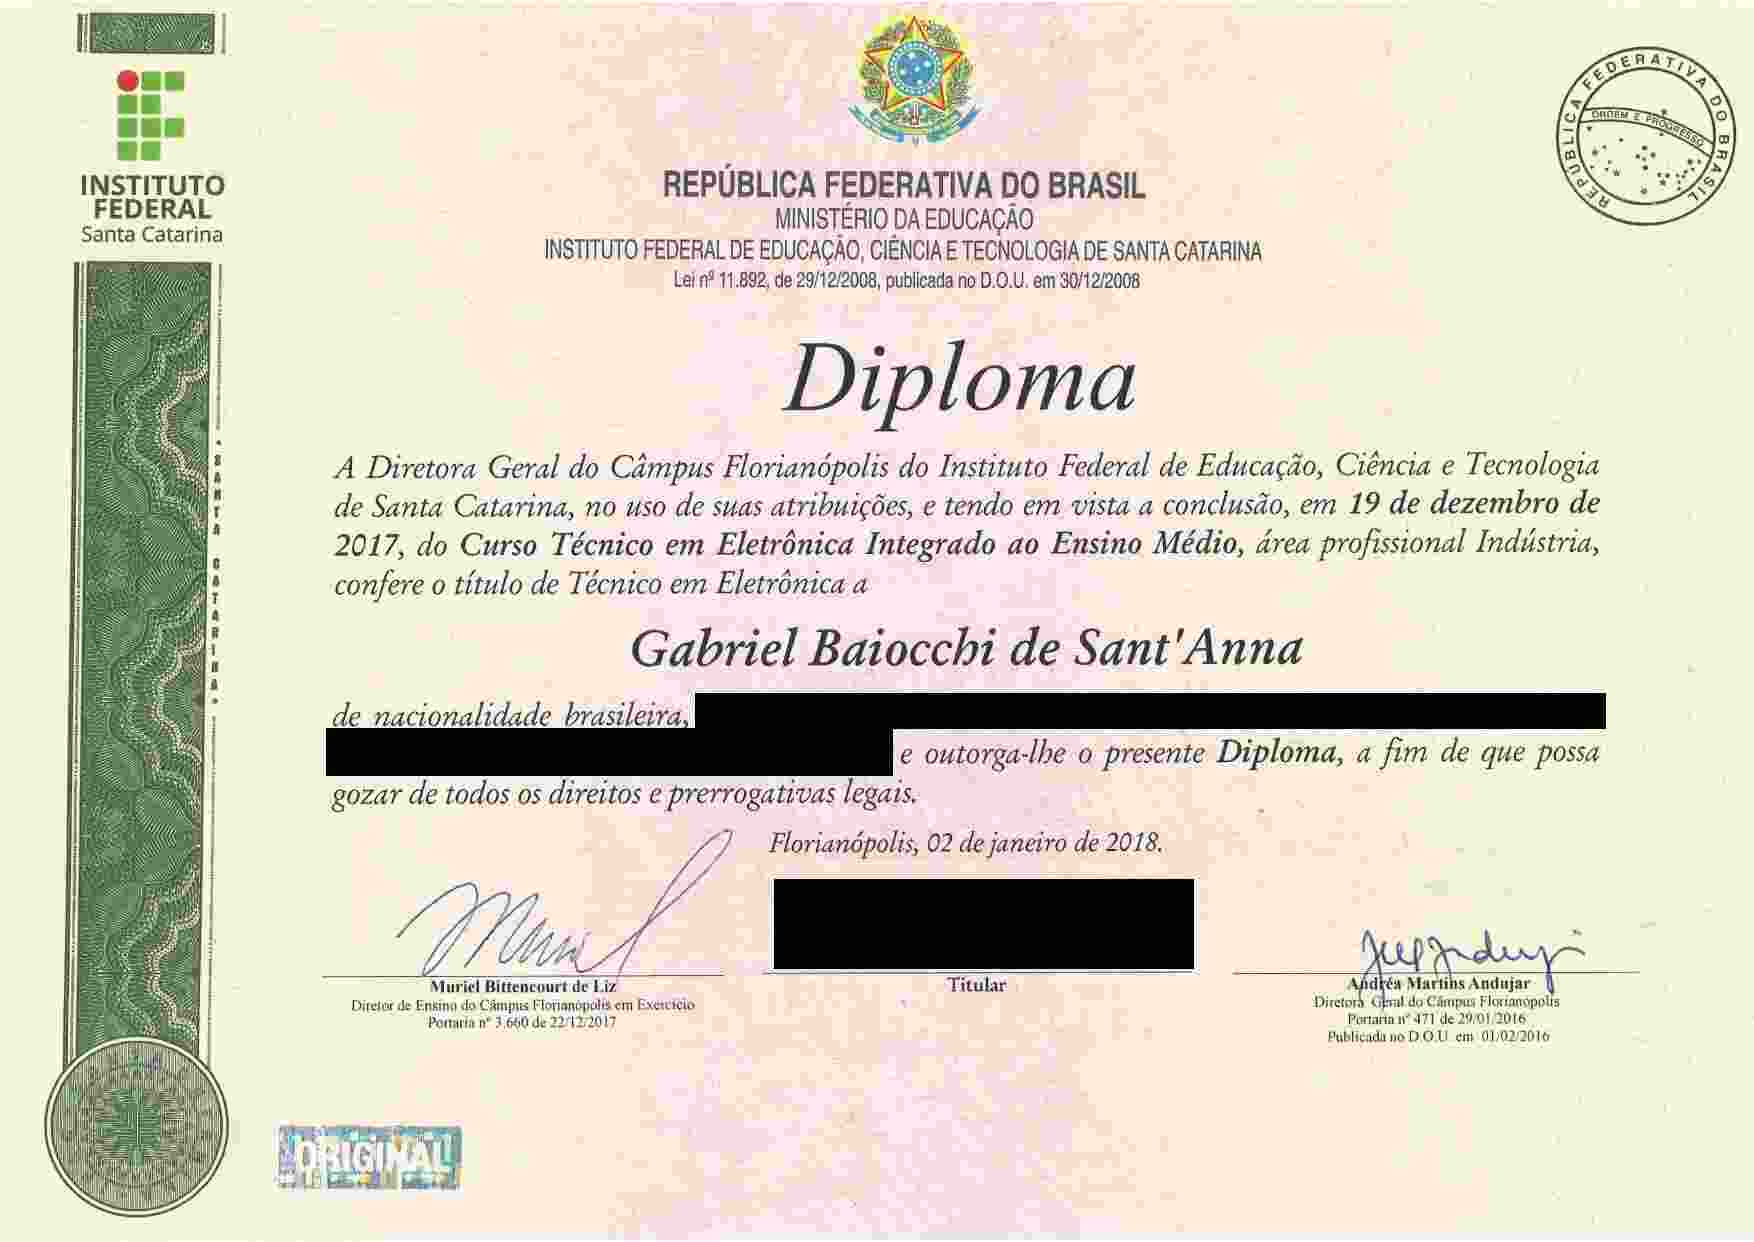 INSTITUTO
FEDERAL
Santa Catarina
REPÚBLICA FEDERATIVA DO BRASIL
ORDEM E PROGRESSO
REPÚBLICA FEDERATIVA DO BRASIL
MINISTÉRIO DA EDUCAÇÃO
INSTITUTO FEDERAL DE EDUCAÇÃO, CIÊNCIA E TECNOLOGIA DE SANTA CATARINA
Lei nº 11.892, de 29/12/2008, publicada no D.O.U. em 30/12/2008
Diploma
A Diretora Geral do Câmpus Florianópolis do Instituto Federal de Educação, Ciência e Tecnologia
de Santa Catarina, no uso de suas atribuições, e tendo em vista a conclusão, em 19 de dezembro de
2017, do Curso Técnico em Eletrônica Integrado ao Ensino Médio, área profissional Indústria,
confere o título de Técnico em Eletrônica a
Gabriel Baiocchi de Sant'Anna
de nacionalidade brasileira,
e outorga-lhe o presente Diploma, a fim de que possa
gozar de todos os direitos e prerrogativas legais.
Florianópolis, 02 de janeiro de 2018.
Muriel Bittencourt de Liz
Diretor de Ensino do Câmpus Florianópolis em Exercício
Portaria nº 3.660 de 22/12/2017
Titular
Andréa Martins Andujar
Diretora Geral do Câmpus Florianópolis
Portaria nº 471 de 29/01/2016
Publicada no D.O.U. em 01/02/2016
• SANTA CATARINA •
ORIGINAL